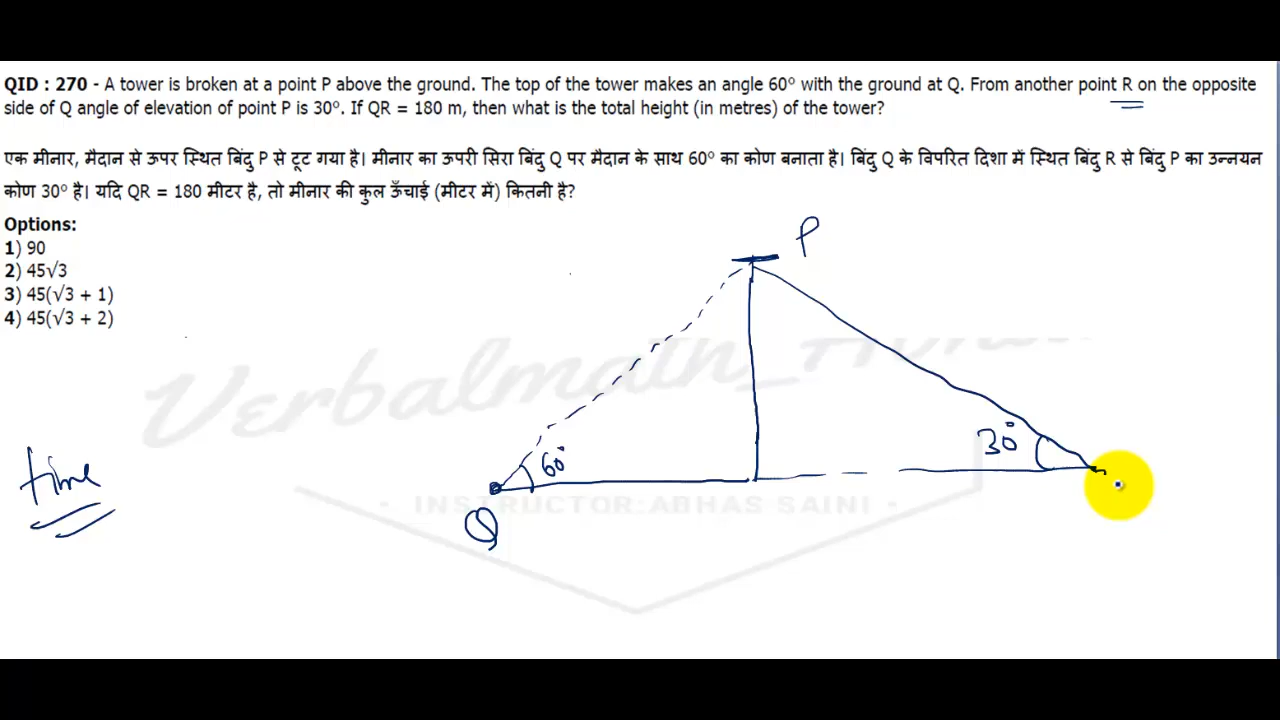 QID : 270 - A tower is broken at a point P above the ground. The top of the tower makes an angle 60° with the ground at Q. From another point R on the opposite
side of Q angle of elevation of point P is 30°. If QR = 180 m, then what is the total height (in metres) of the tower?
एक मीनार, मैदान से ऊपर स्थित बिंदु P से टूट गया है। मीनार का ऊपरी सिरा बिंदु Q पर मैदान के साथ 60° का कोण बनाता है। बिंदु Q के विपरित दिशा में स्थित बिंदु R से बिंदु P का उन्नयन
कोण 30° है। यदि QR = 180 मीटर है, तो मीनार की कुल ऊँचाई (मीटर में) कितनी है?
Options:
1) 90
2) 45√3
3) 45(√3 + 1)
4) 45(√3 + 2)
P
30°
60°
time
Q
INSTRUCTOR:ABHAS SAINI